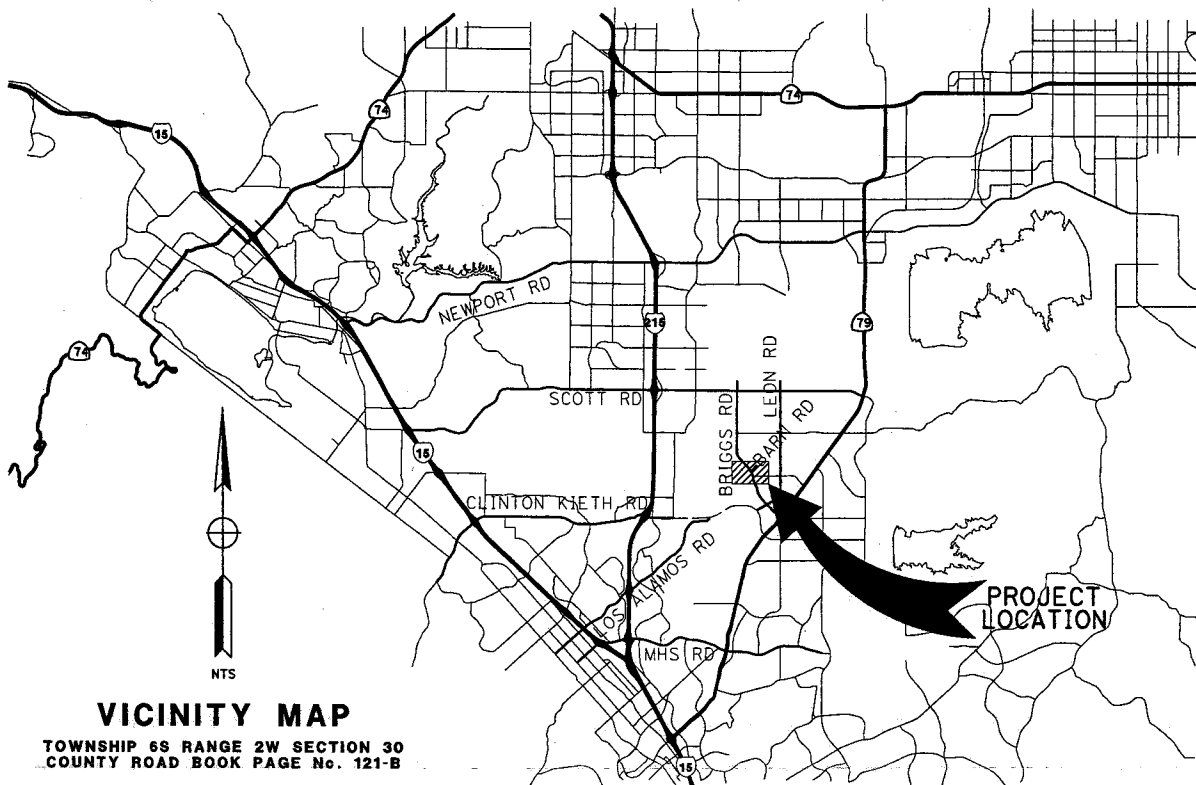 74
74
15
NEWPORT RD
215
79
LEON RD
74
SCOTT RD
BRIGGS RD
BARN RD
15
CLINTON KIETH RD
LOS ALAMOS RD
PROJECT
LOCATION
MHS RD
NTS
VICINITY MAP
TOWNSHIP 6S RANGE 2W SECTION 30
COUNTY ROAD BOOK PAGE No. 121-B
15